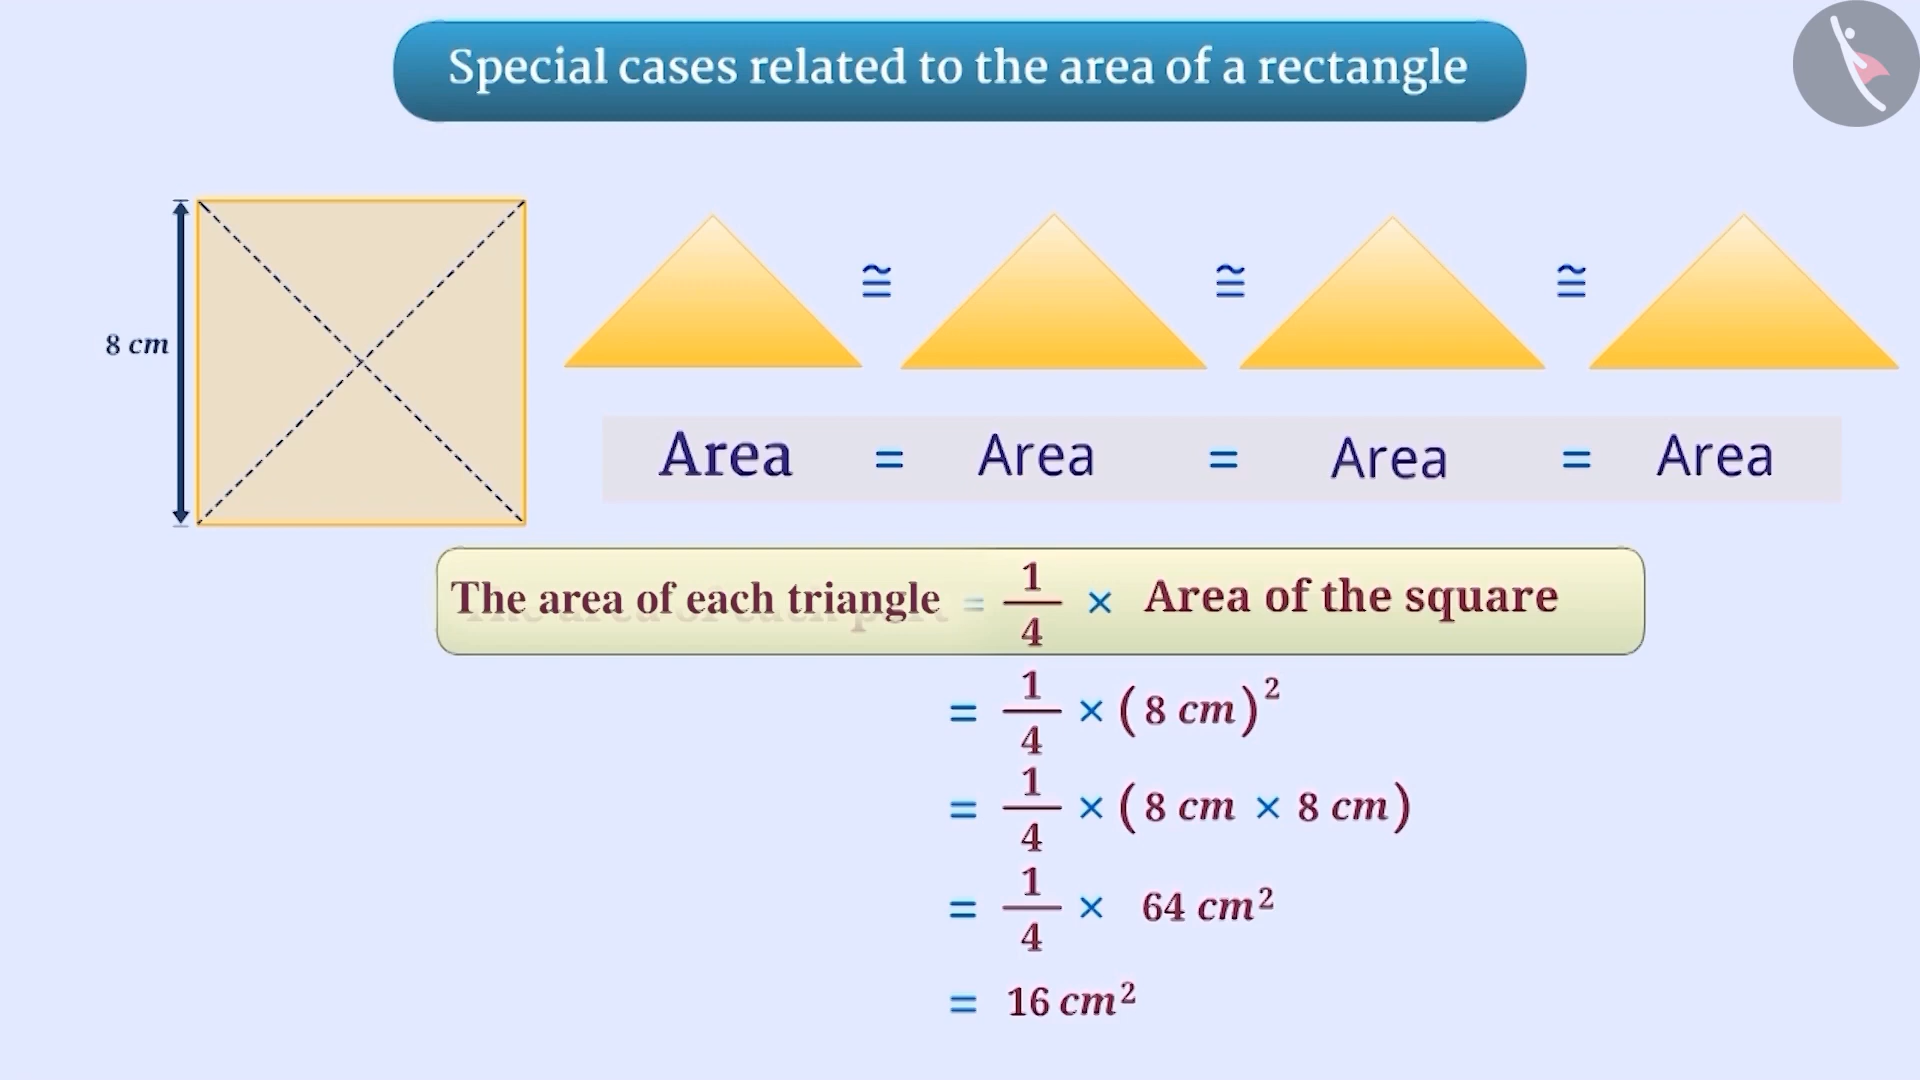 Special cases related to the area of a rectangle
8 cm
≅ ≅ ≅
Area = Area = Area = Area
The area of each triangle = 1/4 × Area of the square
= 1/4 × (8 cm)²
= 1/4 × (8 cm × 8 cm)
= 1/4 × 64 cm²
= 16 cm²